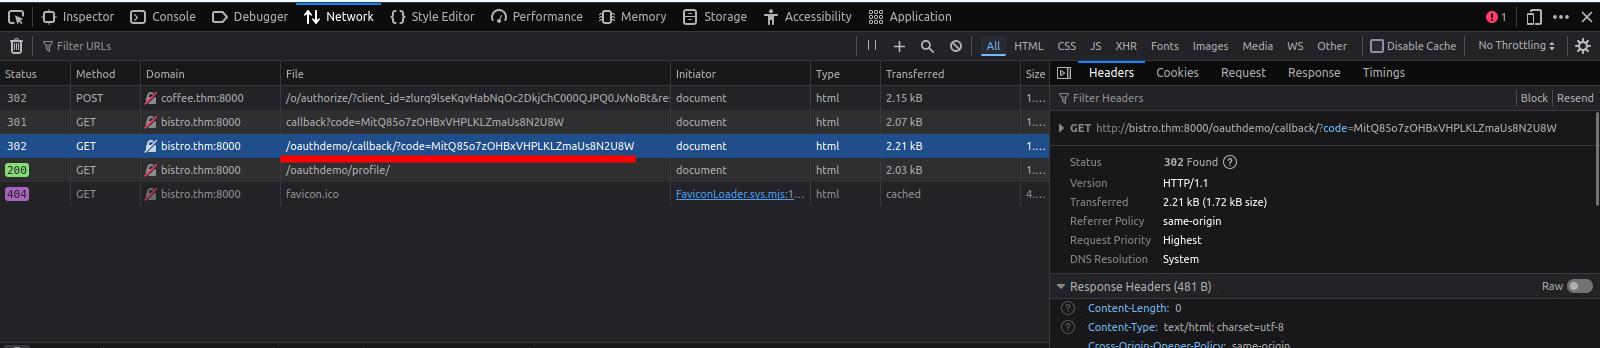 Inspector Console Debugger Network Style Editor Performance Memory Storage Accessibility Application 1
Filter URLs All HTML CSS JS XHR Fonts Images Media WS Other Disable Cache No Throttling
Status Method Domain File Initiator Type Transferred Size
302 POST coffee.thm:8000 /o/authorize/?client_id=zlurq9lseKqvHabNqOc2DkjChC000QJPQ0JvNoBt&re document html 2.15 kB 1....
301 GET bistro.thm:8000 callback?code=MitQ85o7zOHBxVHPLKLZmaUs8N2U8W document html 2.07 kB 1....
302 GET bistro.thm:8000 /oauthdemo/callback/?code=MitQ85o7zOHBxVHPLKLZmaUs8N2U8W document html 2.21 kB 1....
200 GET bistro.thm:8000 /oauthdemo/profile/ document html 2.03 kB 1....
404 GET bistro.thm:8000 favicon.ico FaviconLoader.sys.mjs:1... html cached 4....
Headers Cookies Request Response Timings
Filter Headers Block Resend
GET http://bistro.thm:8000/oauthdemo/callback/?code=MitQ85o7zOHBxVHPLKLZmaUs8N2U8W
Status 302 Found ?
Version HTTP/1.1
Transferred 2.21 kB (1.72 kB size)
Referrer Policy same-origin
Request Priority Highest
DNS Resolution System
Response Headers (481 B) Raw
? Content-Length: 0
? Content-Type: text/html; charset=utf-8
Cross-Origin-Opener-Policy: same-origin